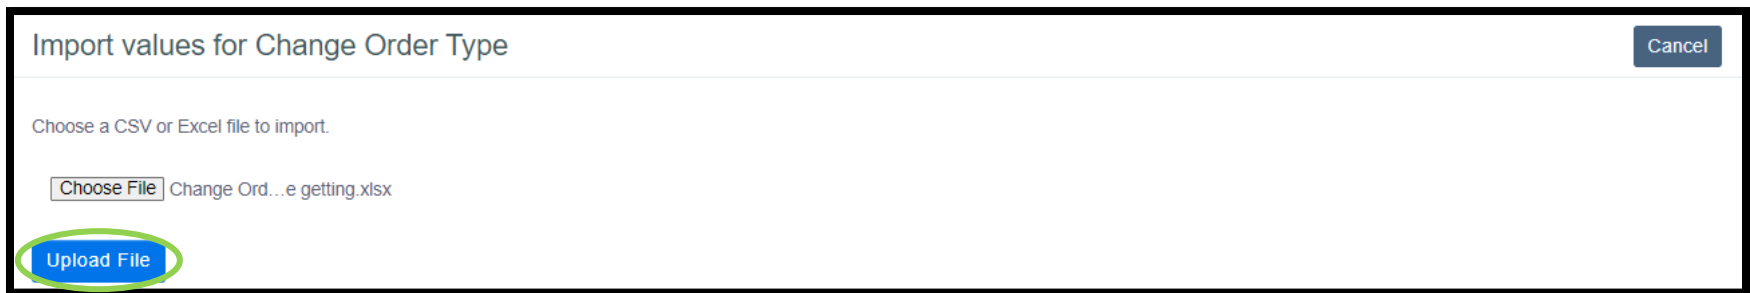 Import values for Change Order Type
Cancel
Choose a CSV or Excel file to import.
Choose File Change Ord...e getting.xlsx
Upload File